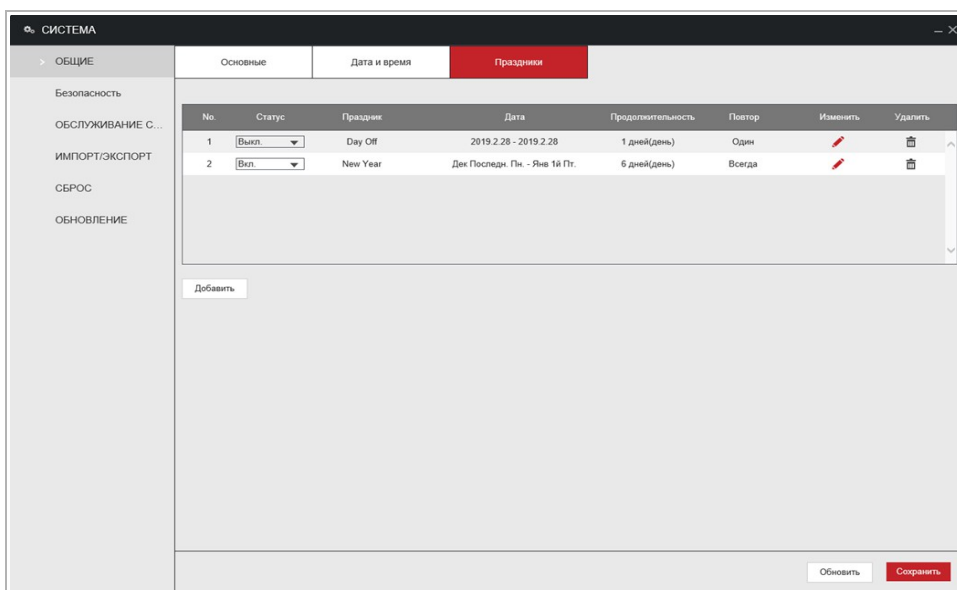 СИСТЕМА
ОБЩИЕ
Безопасность
ОБСЛУЖИВАНИЕ С...
ИМПОРТ/ЭКСПОРТ
СБРОС
ОБНОВЛЕНИЕ
Основные Дата и время Праздники
No. Статус Праздник Дата Продолжительность Повтор Изменить Удалить
1 Выкл. Day Off 2019.2.28 - 2019.2.28 1 дней(день) Один
2 Вкл. New Year Дек Последн. Пн. - Янв 1й Пт. 6 дней(день) Всегда
Добавить
Обновить Сохранить